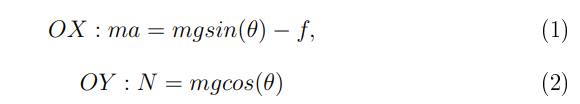 OX : ma = mgsin(θ) − f, (1)
OY : N = mgcos(θ) (2)